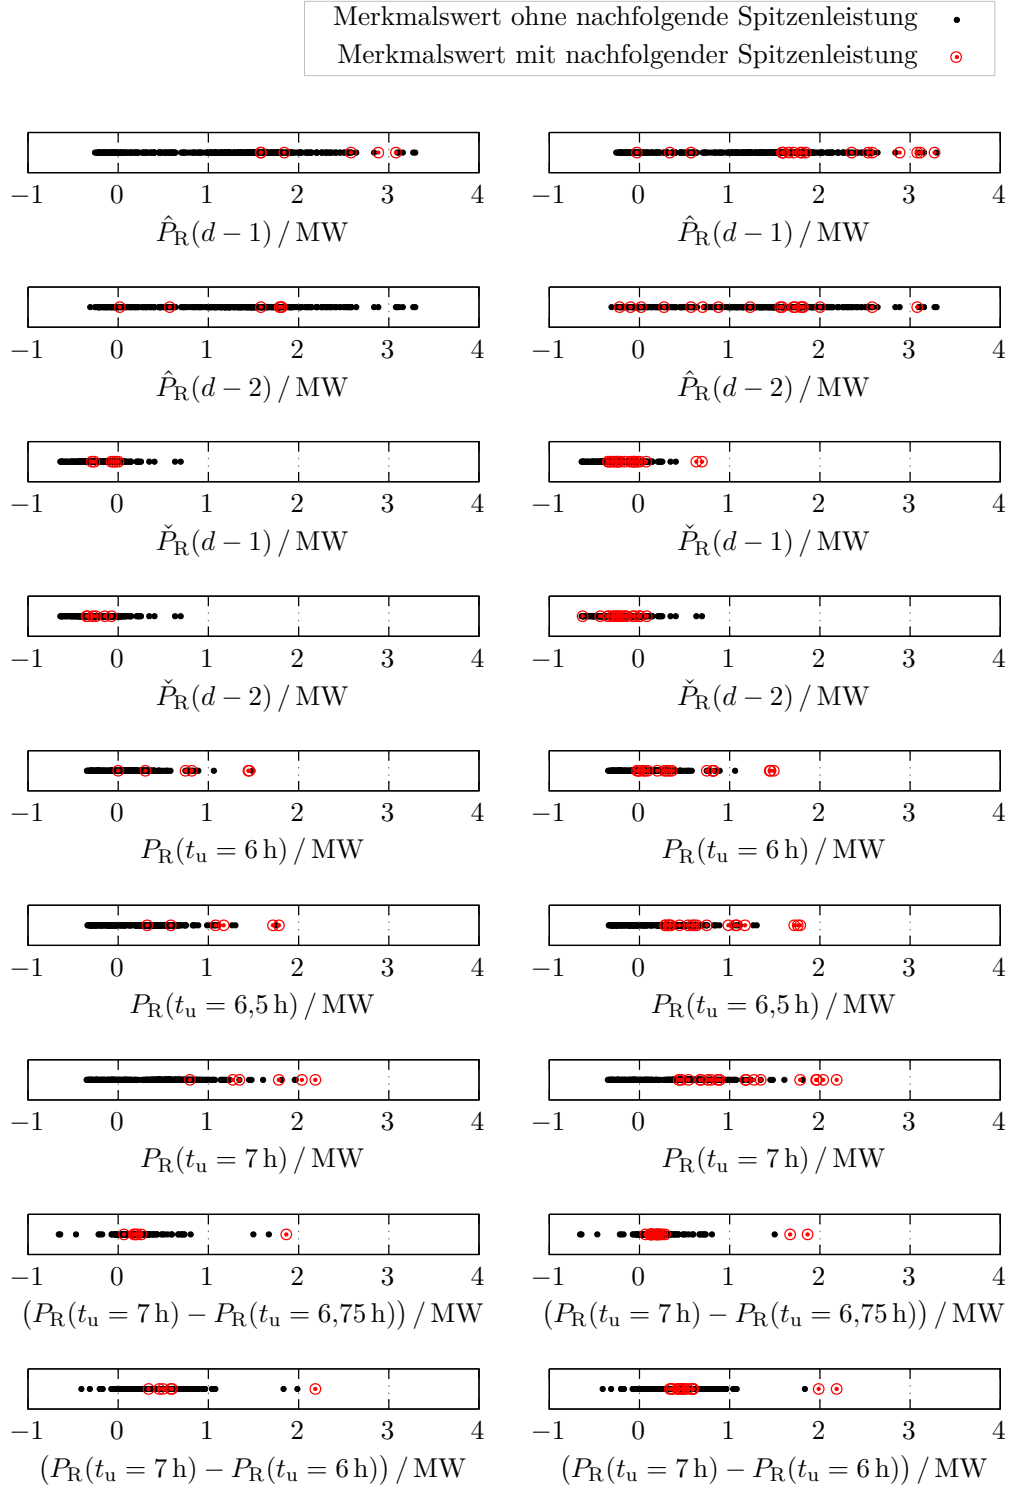 Merkmalswert ohne nachfolgende Spitzenleistung
Merkmalswert mit nachfolgender Spitzenleistung
−1 0 1 2 3 4 −1 0 1 2 3 4
P̂R(d − 1) / MW P̂R(d − 1) / MW
−1 0 1 2 3 4 −1 0 1 2 3 4
P̂R(d − 2) / MW P̂R(d − 2) / MW
−1 0 1 2 3 4 −1 0 1 2 3 4
P̌R(d − 1) / MW P̌R(d − 1) / MW
−1 0 1 2 3 4 −1 0 1 2 3 4
P̌R(d − 2) / MW P̌R(d − 2) / MW
−1 0 1 2 3 4 −1 0 1 2 3 4
PR(tu = 6 h) / MW PR(tu = 6 h) / MW
−1 0 1 2 3 4 −1 0 1 2 3 4
PR(tu = 6,5 h) / MW PR(tu = 6,5 h) / MW
−1 0 1 2 3 4 −1 0 1 2 3 4
PR(tu = 7 h) / MW PR(tu = 7 h) / MW
−1 0 1 2 3 4 −1 0 1 2 3 4
(PR(tu = 7 h) − PR(tu = 6,75 h)) / MW (PR(tu = 7 h) − PR(tu = 6,75 h)) / MW
−1 0 1 2 3 4 −1 0 1 2 3 4
(PR(tu = 7 h) − PR(tu = 6 h)) / MW (PR(tu = 7 h) − PR(tu = 6 h)) / MW